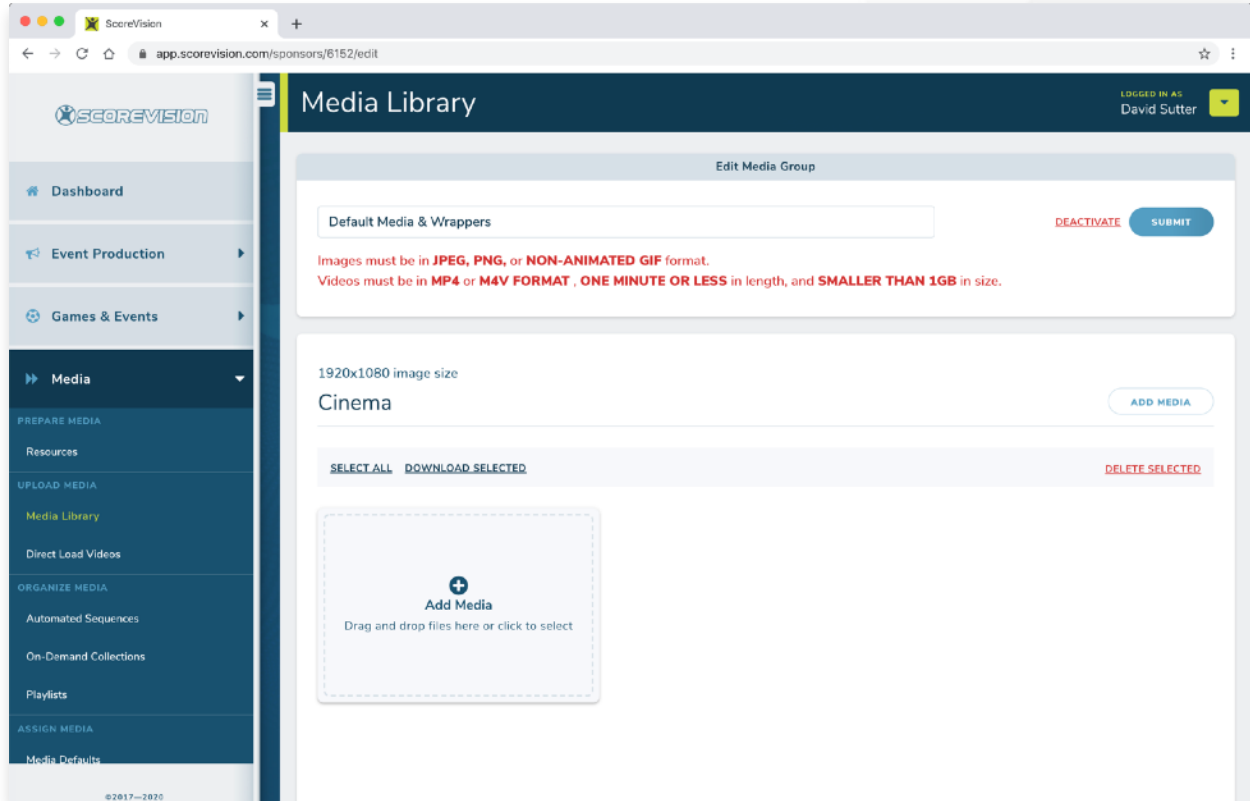 ScoreVision
app.scorevision.com/sponsors/6152/edit
SCOREVISION
Media Library
LOGGED IN AS
David Sutter
Edit Media Group
Dashboard
Default Media & Wrappers
DEACTIVATE
SUBMIT
Event Production
Images must be in JPEG, PNG, or NON-ANIMATED GIF format.
Videos must be in MP4 or M4V FORMAT , ONE MINUTE OR LESS in length, and SMALLER THAN 1GB in size.
Games & Events
Media
1920x1080 image size
Cinema
ADD MEDIA
PREPARE MEDIA
Resources
SELECT ALL DOWNLOAD SELECTED
DELETE SELECTED
UPLOAD MEDIA
Media Library
Direct Load Videos
ORGANIZE MEDIA
Add Media
Drag and drop files here or click to select
Automated Sequences
On-Demand Collections
Playlists
ASSIGN MEDIA
Media Defaults
©2017—2020